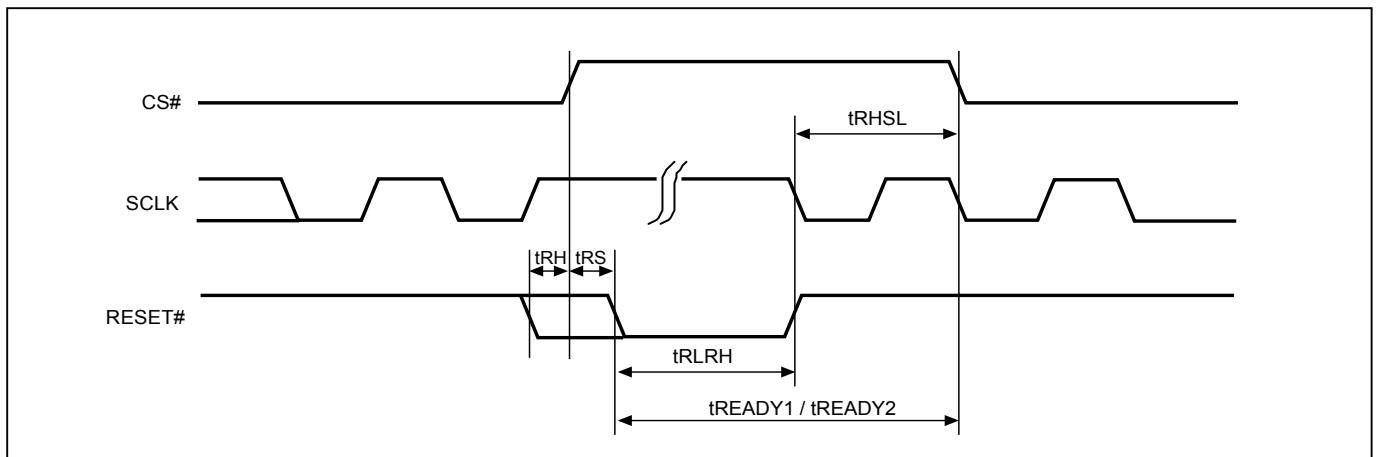 CS#
tRHSL
SCLK
tRH tRS
RESET#
tRLRH
tREADY1 / tREADY2